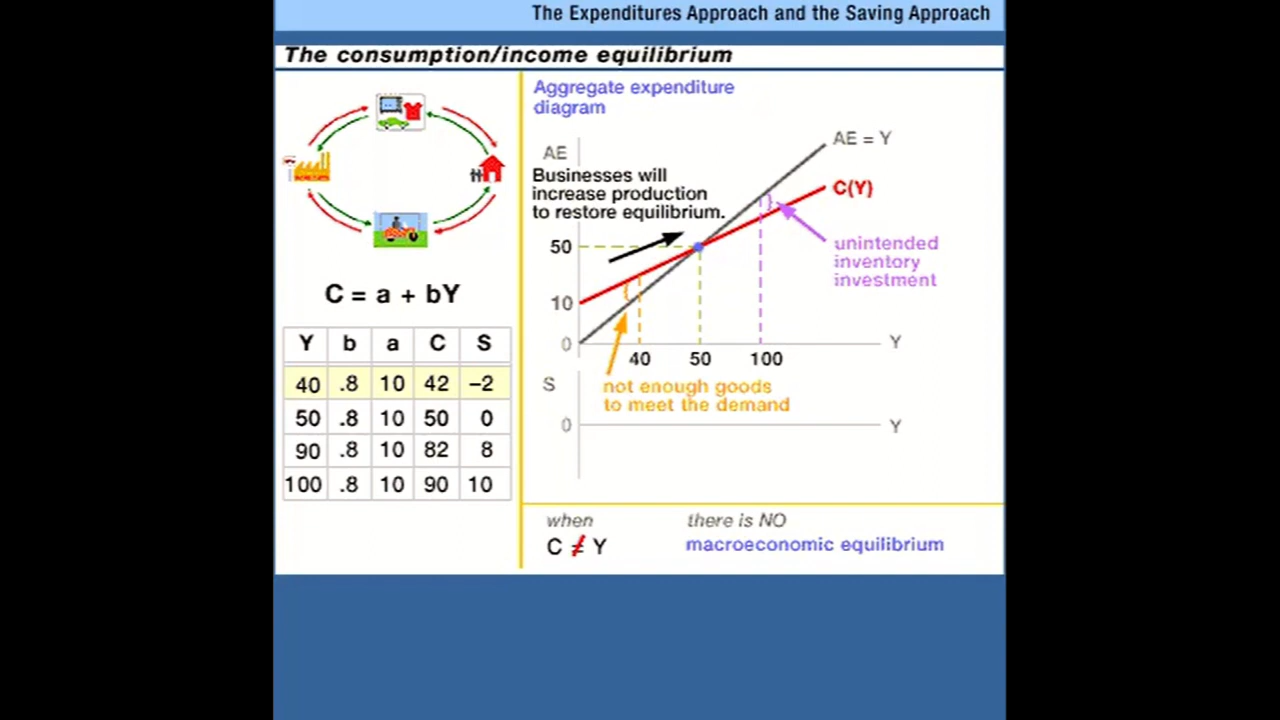 The Expenditures Approach and the Saving Approach
The consumption/income equilibrium
C = a + bY
Y b a C S
40 .8 10 42 –2
50 .8 10 50 0
90 .8 10 82 8
100 .8 10 90 10
Aggregate expenditure
diagram
AE
AE = Y
Businesses will
increase production
to restore equilibrium.
C(Y)
50
unintended
inventory
investment
10
0
Y
40 50 100
S
not enough goods
to meet the demand
0
Y
when
there is NO
C ≠ Y
macroeconomic equilibrium